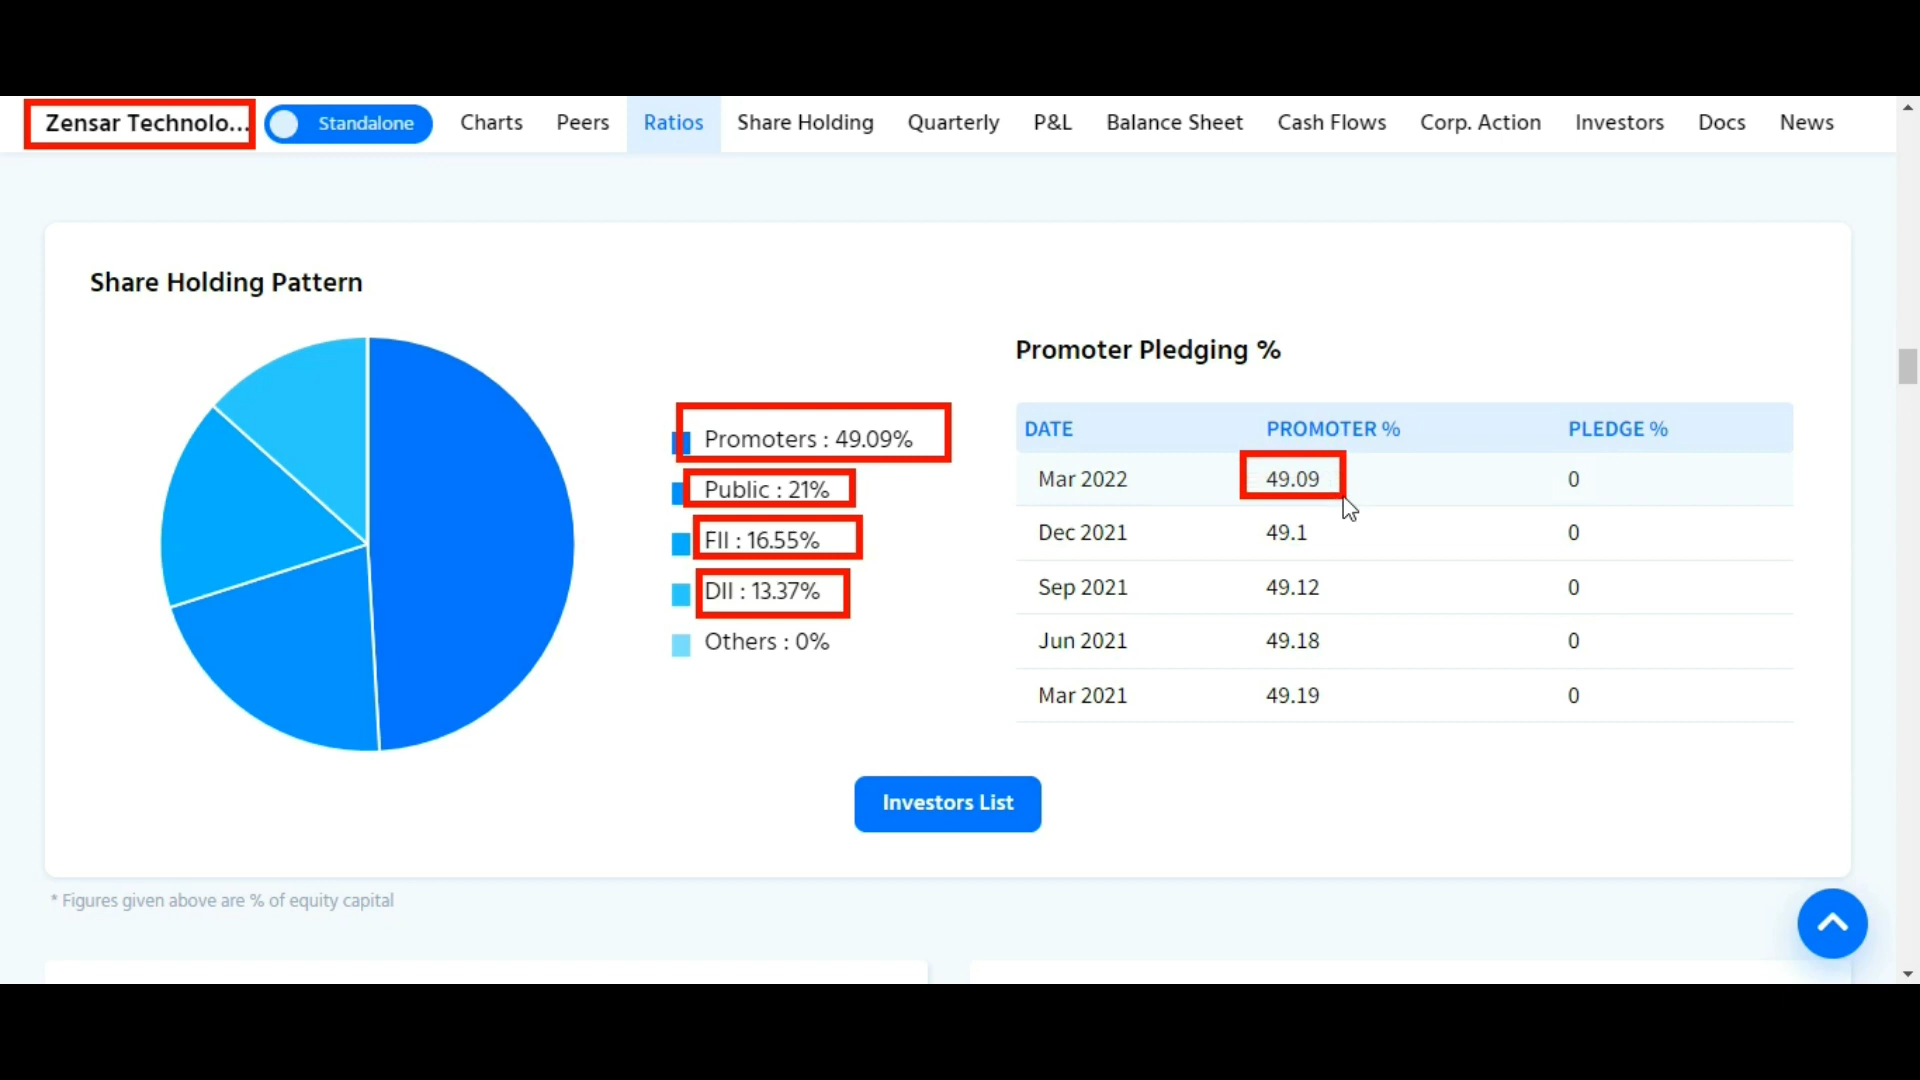 Zensar Technolo... Standalone Charts Peers Ratios Share Holding Quarterly P&L Balance Sheet Cash Flows Corp. Action Investors Docs News
Share Holding Pattern
Promoters : 49.09%
Public : 21%
FII : 16.55%
DII : 13.37%
Others : 0%
Promoter Pledging %
DATE PROMOTER % PLEDGE %
Mar 2022 49.09 0
Dec 2021 49.1 0
Sep 2021 49.12 0
Jun 2021 49.18 0
Mar 2021 49.19 0
Investors List
* Figures given above are % of equity capital